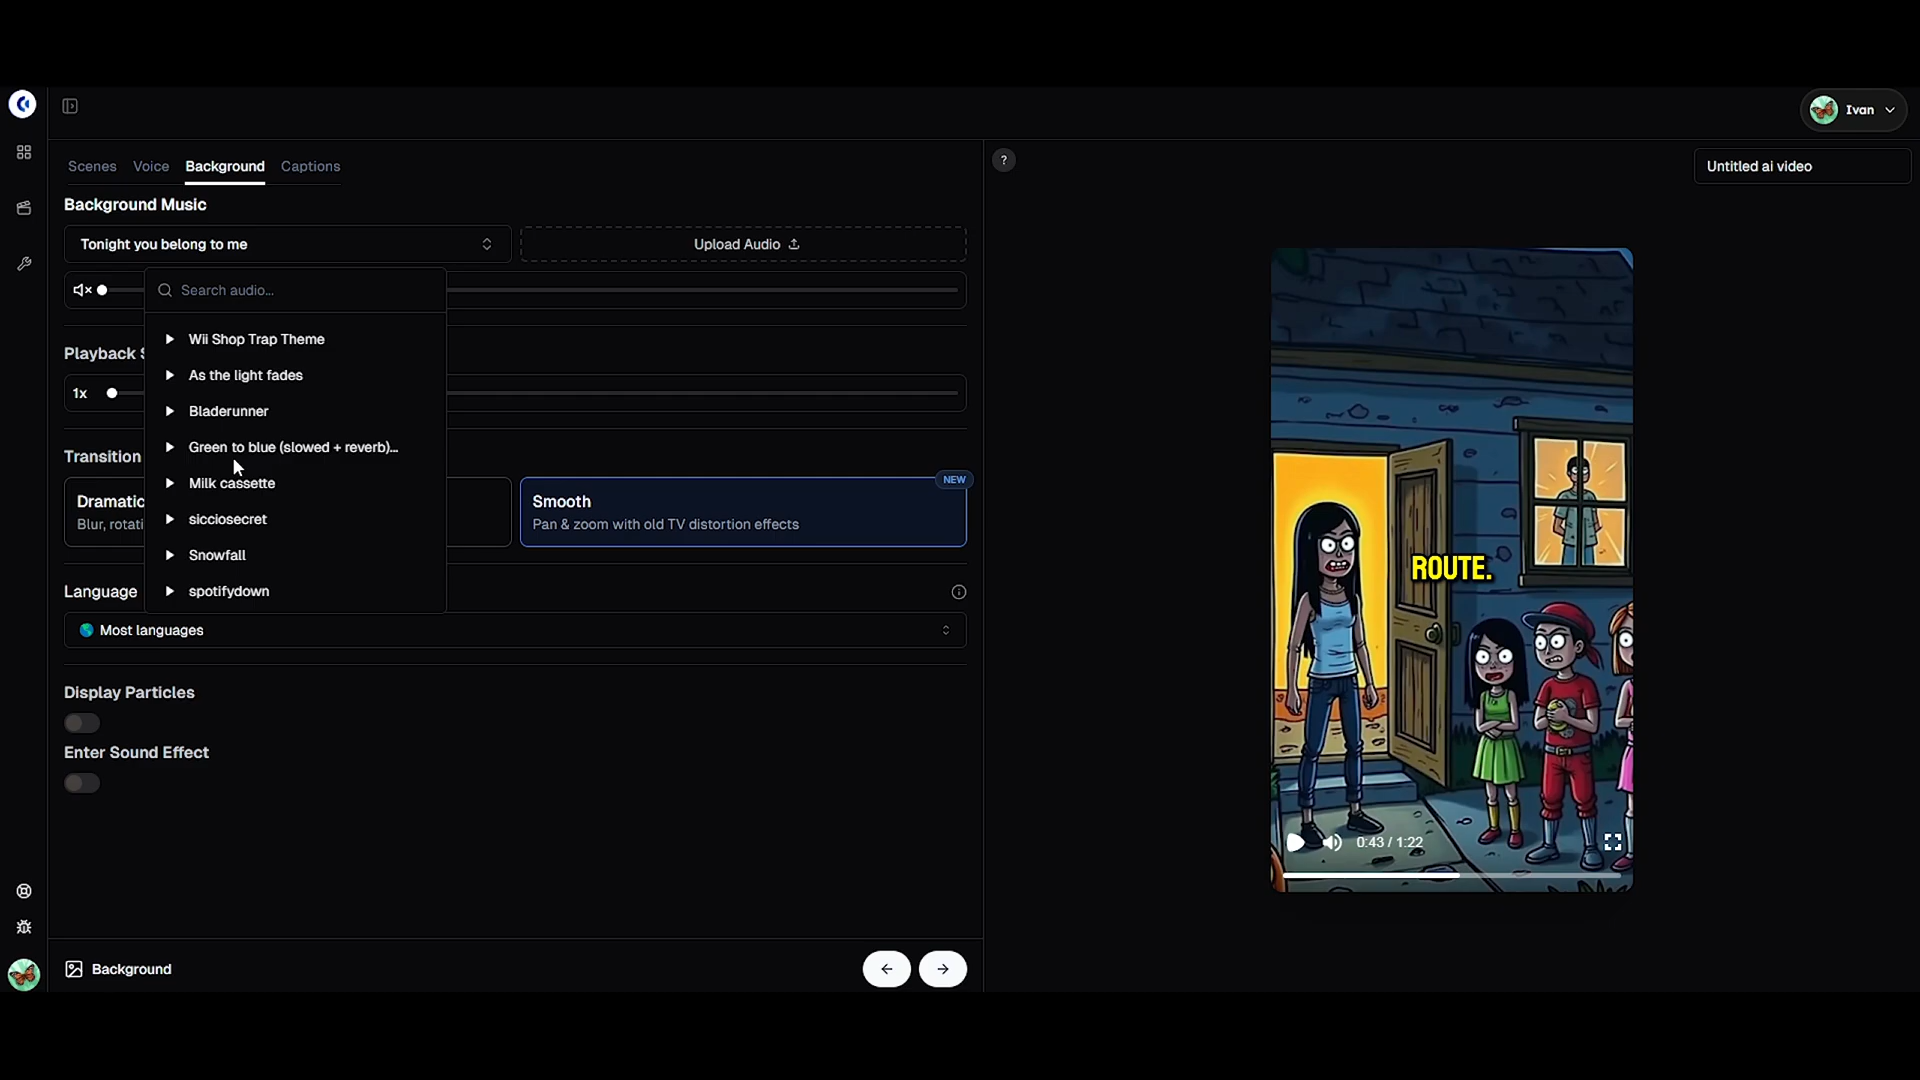 Ivan
Scenes Voice Background Captions
?
Untitled ai video
Background Music
Tonight you belong to me
Upload Audio
Search audio...
Wii Shop Trap Theme
As the light fades
Bladerunner
Green to blue (slowed + reverb)...
Milk cassette
sicciosecret
Snowfall
spotifydown
Playback S
1x
Transition
Dramatic
Blur, rotati
NEW
Smooth
Pan & zoom with old TV distortion effects
Language
Most languages
Display Particles
Enter Sound Effect
Background
ROUTE.
0:43 / 1:22